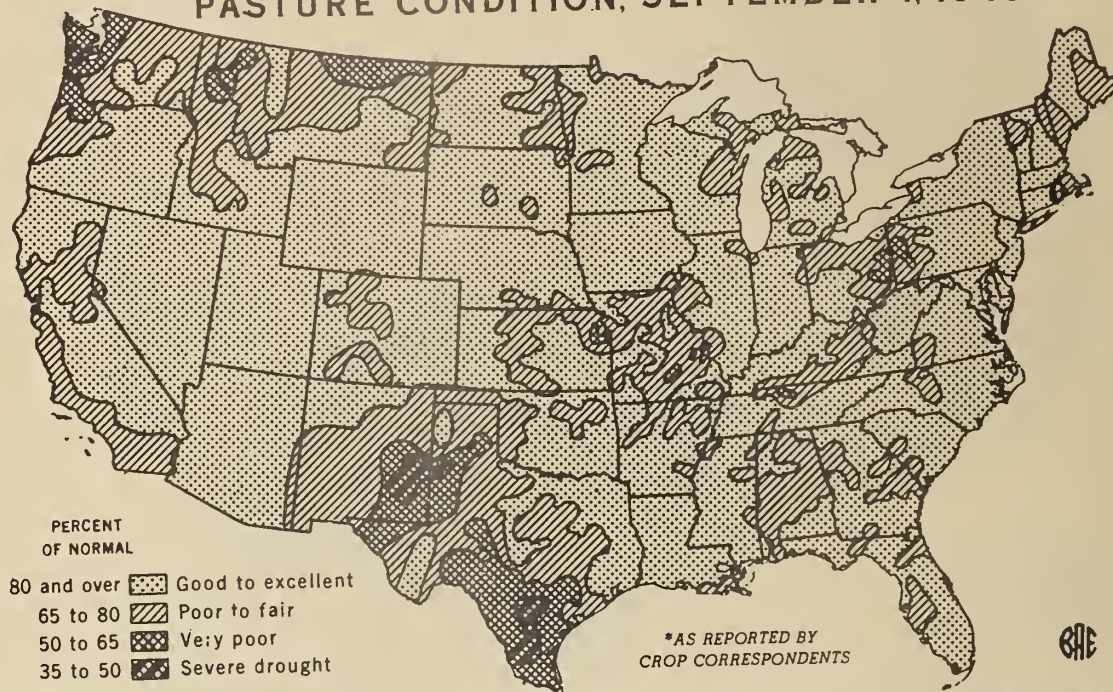 PASTURE CONDITION, SEPTEMBER 1,
PERCENT
OF NORMAL
80 and over Good to excellent
65 to 80 Poor to fair
50 to 65 Very poor
35 to 50 Severe drought
*AS REPORTED BY
CROP CORRESPONDENTS
BAE